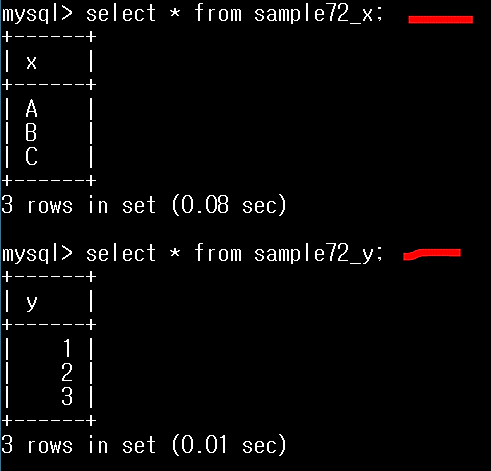 mysql> select * from sample72_x;
+------+
| x    |
+------+
| A    |
| B    |
| C    |
+------+
3 rows in set (0.08 sec)
mysql> select * from sample72_y;
+------+
| y    |
+------+
|    1 |
|    2 |
|    3 |
+------+
3 rows in set (0.01 sec)